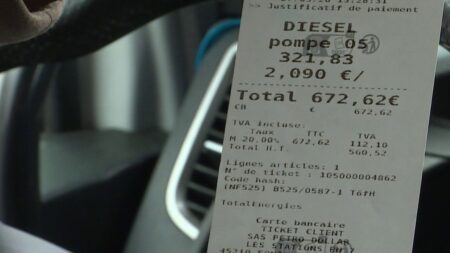 >> Justificatif de paiement
DIESEL
pompe 05
321,83
2,090 €/
Total 672,62€
CB € 672,62
TVA incluse:
Taux TTC TVA
M 20.00% 672,62 112,10
Total H.T. 560,52
Lignes articles: 1
N° de ticket : 105000004862
Code hash:
(NF525) B525/0587-1 T6fH
TotalEnergies
Carte bancaire
TICKET CLIENT
SAS PETRO DOLLAR
LES STATIONS